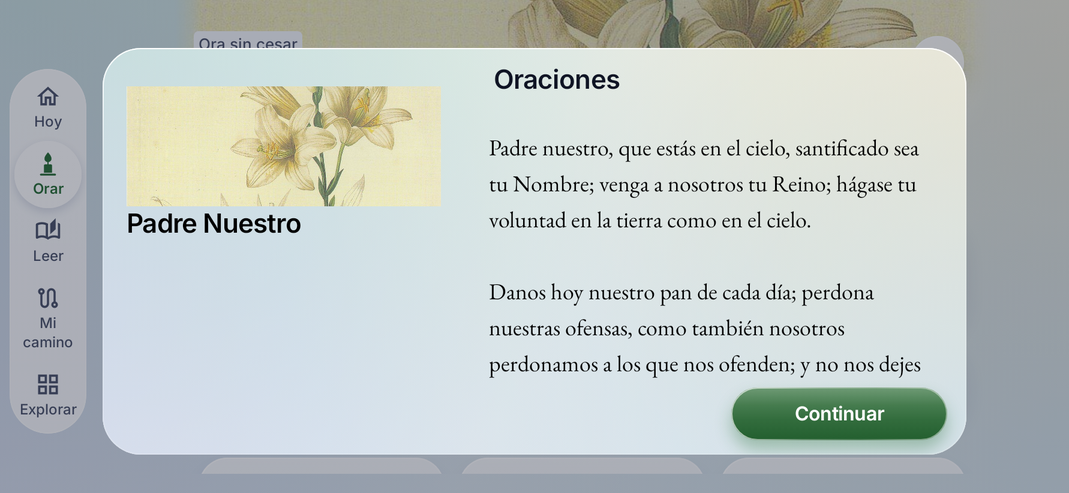 Ora sin cesar
Hoy
Orar
Leer
Mi
camino
Explorar
Padre Nuestro
Oraciones
Padre nuestro, que estás en el cielo, santificado sea
tu Nombre; venga a nosotros tu Reino; hágase tu
voluntad en la tierra como en el cielo.
Danos hoy nuestro pan de cada día; perdona
nuestras ofensas, como también nosotros
perdonamos a los que nos ofenden; y no nos dejes
Continuar